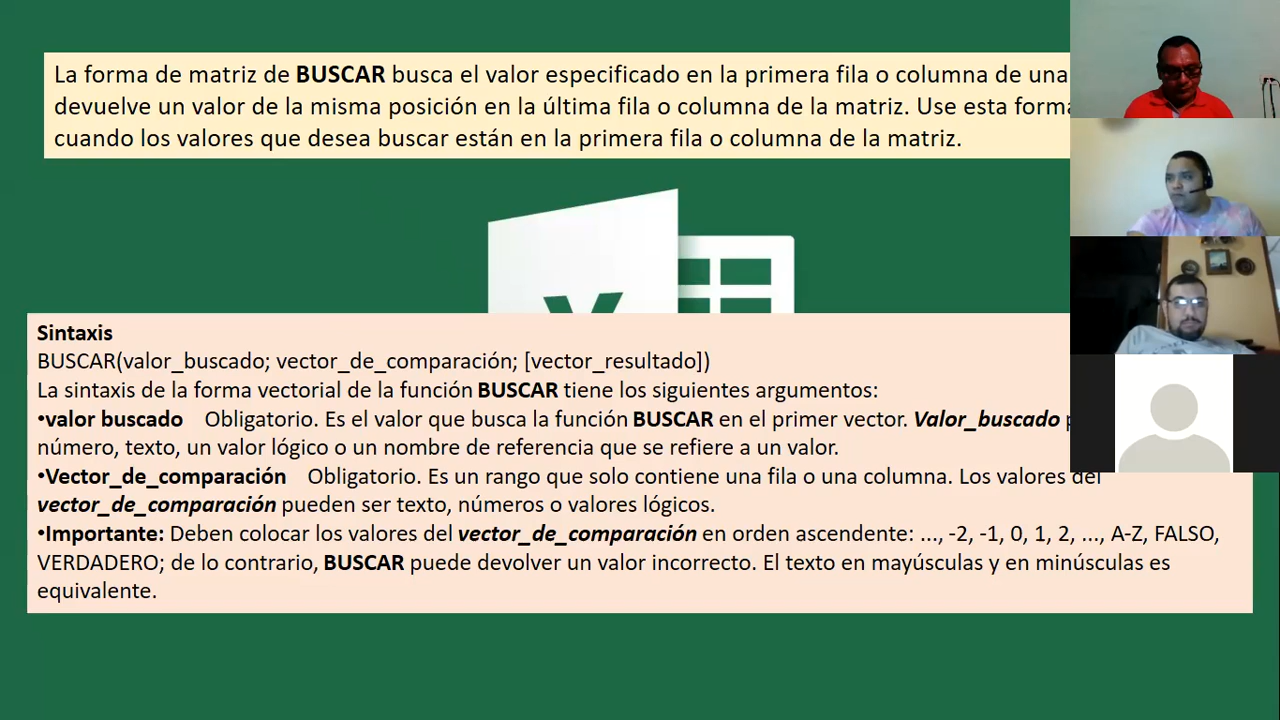 La forma de matriz de BUSCAR busca el valor especificado en la primera fila o columna de una
devuelve un valor de la misma posición en la última fila o columna de la matriz. Use esta
cuando los valores que desea buscar están en la primera fila o columna de la matriz.
Sintaxis
BUSCAR(valor_buscado; vector_de_comparación; [vector_resultado])
La sintaxis de la forma vectorial de la función BUSCAR tiene los siguientes argumentos:
•valor buscado Obligatorio. Es el valor que busca la función BUSCAR en el primer vector. Valor_buscado
número, texto, un valor lógico o un nombre de referencia que se refiere a un valor.
•Vector_de_comparación Obligatorio. Es un rango que solo contiene una fila o una columna. Los valores del
vector_de_comparación pueden ser texto, números o valores lógicos.
•Importante: Deben colocar los valores del vector_de_comparación en orden ascendente: ..., -2, -1, 0, 1, 2, ..., A-Z, FALSO,
VERDADERO; de lo contrario, BUSCAR puede devolver un valor incorrecto. El texto en mayúsculas y en minúsculas es
equivalente.